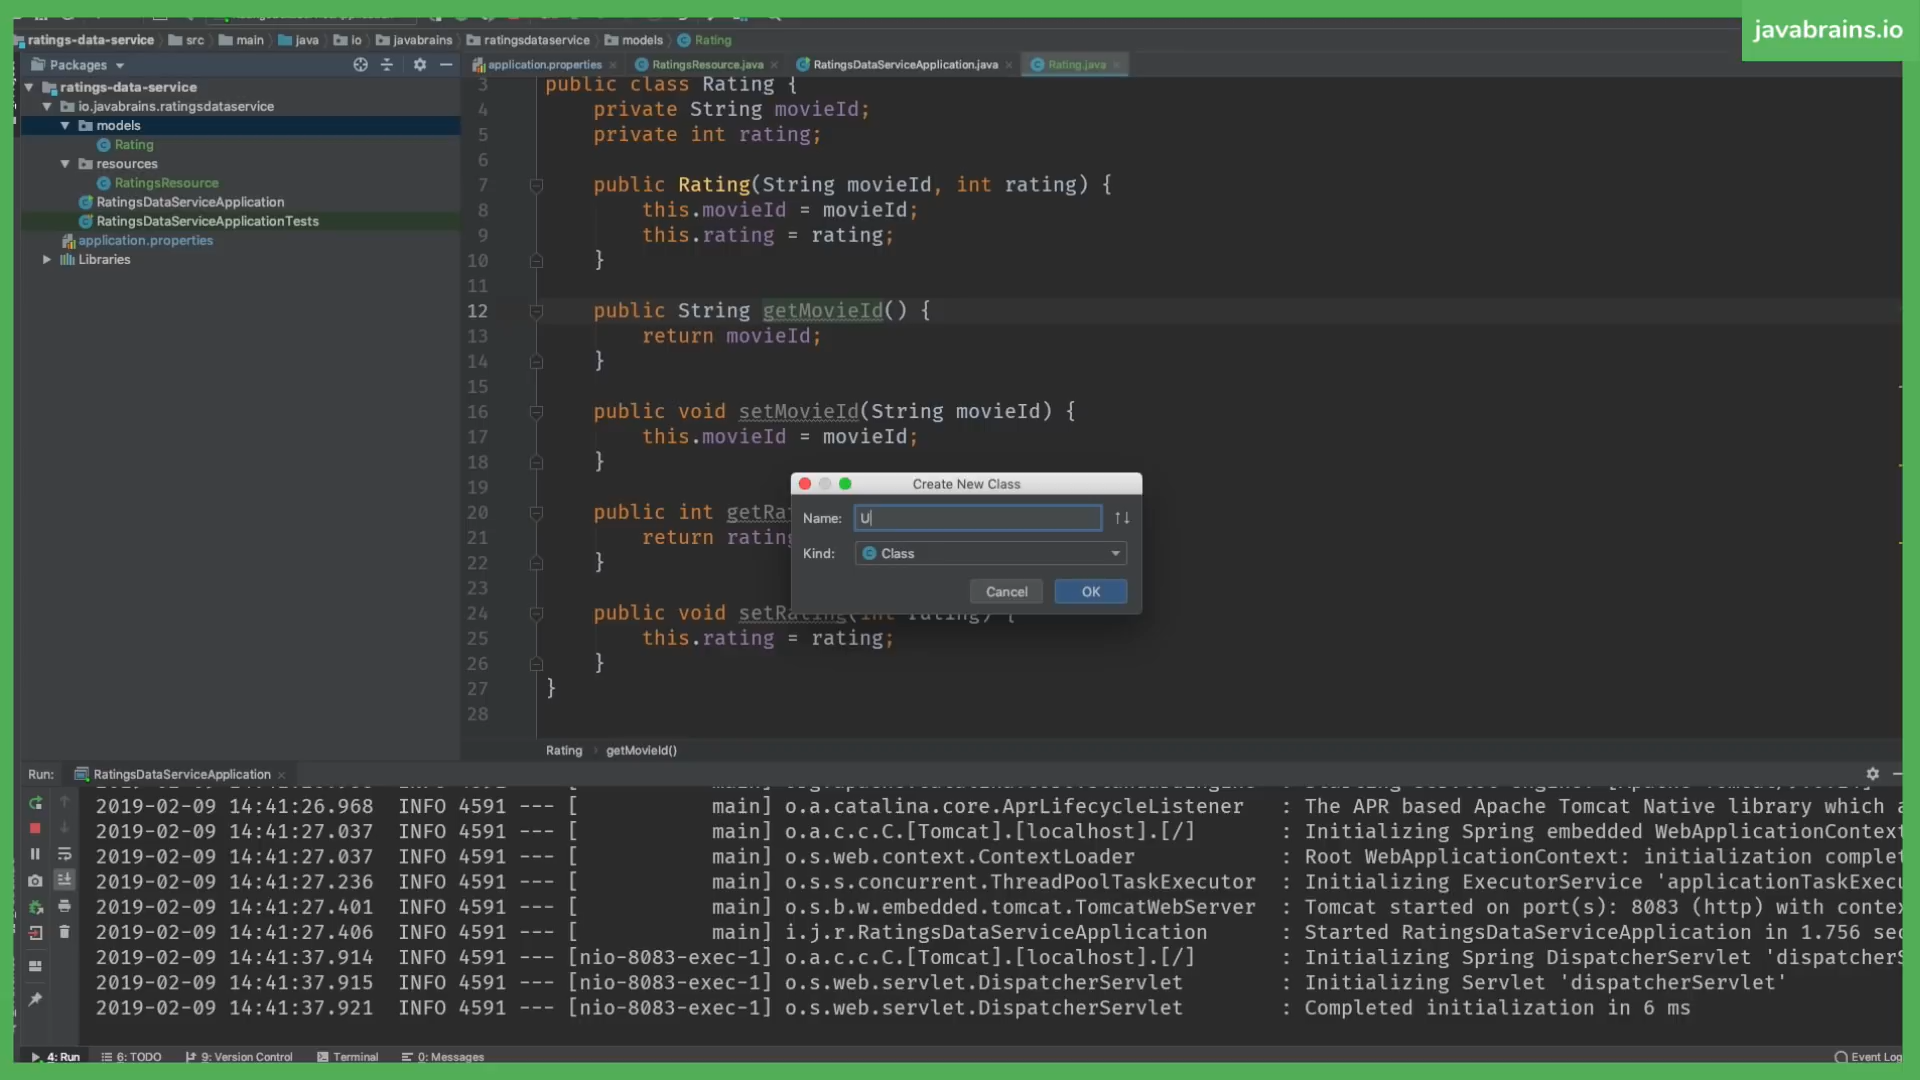 javabrains.io
ratings-data-service src main java io javabrains ratingsdataservice models Rating
Packages
application.properties RatingsResource.java RatingsDataServiceApplication.java Rating.java
ratings-data-service
io.javabrains.ratingsdataservice
models
Rating
resources
RatingsResource
RatingsDataServiceApplication
RatingsDataServiceApplicationTests
application.properties
Libraries
3 public class Rating {
4 private String movieId;
5 private int rating;
6
7 public Rating(String movieId, int rating) {
8 this.movieId = movieId;
9 this.rating = rating;
10 }
11
12 public String getMovieId() {
13 return movieId;
14 }
15
16 public void setMovieId(String movieId) {
17 this.movieId = movieId;
18 }
19
20 public int getRat
21 return rating
22 }
23
24 public void setRating(int rating) {
25 this.rating = rating;
26 }
27 }
28
Create New Class
Name: U
Kind: Class
Cancel OK
Rating › getMovieId()
Run: RatingsDataServiceApplication
2019-02-09 14:41:26.968 INFO 4591 --- [ main] o.a.catalina.core.AprLifecycleListener : The APR based Apache Tomcat Native library which a
2019-02-09 14:41:27.037 INFO 4591 --- [ main] o.a.c.c.C.[Tomcat].[localhost].[/] : Initializing Spring embedded WebApplicationContext
2019-02-09 14:41:27.037 INFO 4591 --- [ main] o.s.web.context.ContextLoader : Root WebApplicationContext: initialization complet
2019-02-09 14:41:27.236 INFO 4591 --- [ main] o.s.s.concurrent.ThreadPoolTaskExecutor : Initializing ExecutorService 'applicationTaskExecu
2019-02-09 14:41:27.401 INFO 4591 --- [ main] o.s.b.w.embedded.tomcat.TomcatWebServer : Tomcat started on port(s): 8083 (http) with contex
2019-02-09 14:41:27.406 INFO 4591 --- [ main] i.j.r.RatingsDataServiceApplication : Started RatingsDataServiceApplication in 1.756 sec
2019-02-09 14:41:37.914 INFO 4591 --- [nio-8083-exec-1] o.a.c.c.C.[Tomcat].[localhost].[/] : Initializing Spring DispatcherServlet 'dispatcherS
2019-02-09 14:41:37.915 INFO 4591 --- [nio-8083-exec-1] o.s.web.servlet.DispatcherServlet : Initializing Servlet 'dispatcherServlet'
2019-02-09 14:41:37.921 INFO 4591 --- [nio-8083-exec-1] o.s.web.servlet.DispatcherServlet : Completed initialization in 6 ms
4: Run 6: TODO 9: Version Control Terminal 0: Messages Event Log